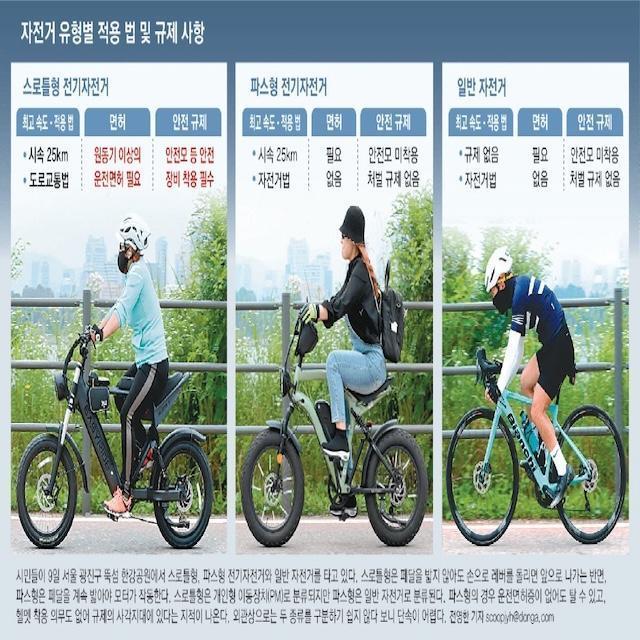 자전거 유형별 적용 법 및 규제 사항
스로틀형 전기자전거
최고 속도·적용 법 면허 안전 규제
• 시속 25km 원동기 이상의 안전모 등 안전
• 도로교통법 운전면허 필요 장비 착용 필수
파스형 전기자전거
최고 속도·적용 법 면허 안전 규제
• 시속 25km 필요 안전모 미착용
• 자전거법 없음 처벌 규제 없음
일반 자전거
최고 속도·적용 법 면허 안전 규제
• 규제 없음 필요 안전모 미착용
• 자전거법 없음 처벌 규제 없음
BIANCHI
시민들이 9일 서울 광진구 뚝섬 한강공원에서 스로틀형, 파스형 전기자전거와 일반 자전거를 타고 있다. 스로틀형은 페달을 밟지 않아도 손으로 레버를 돌리면 앞으로 나가는 반면,
파스형은 페달을 계속 밟아야 모터가 작동한다. 스로틀형은 개인형 이동장치(PM)로 분류되지만 파스형은 일반 자전거로 분류된다. 파스형의 경우 운전면허증이 없어도 탈 수 있고,
헬멧 착용 의무도 없어 규제의 사각지대에 있다는 지적이 나온다. 외관상으로는 두 종류를 구분하기 쉽지 않다 보니 단속이 어렵다. 전영한 기자 scoopjyh@donga.com